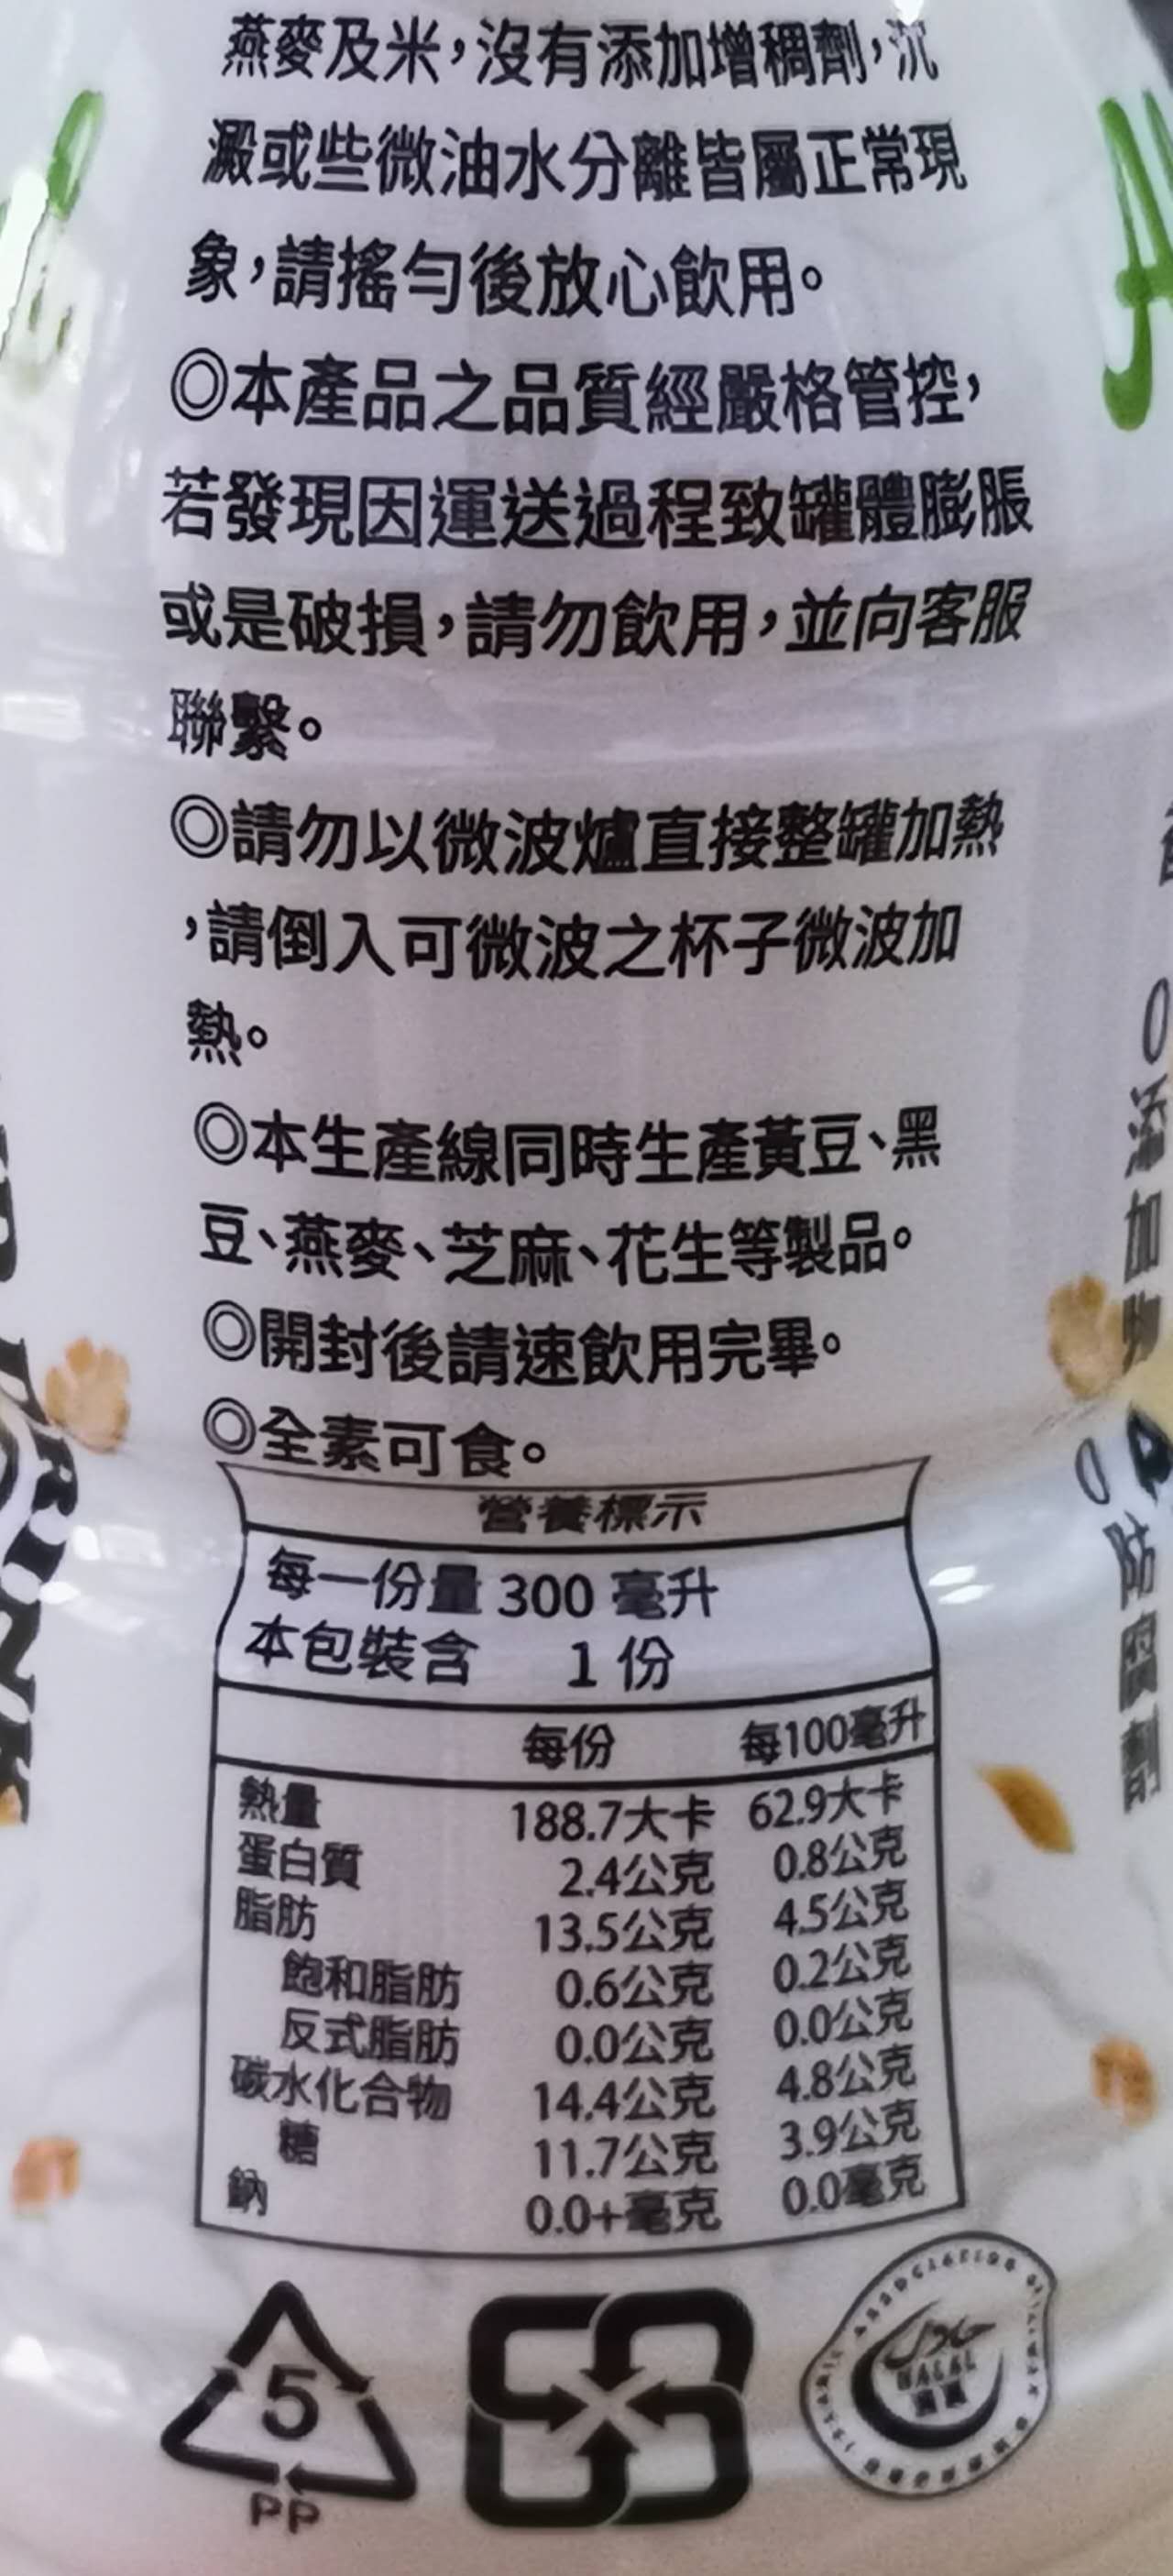 燕麥及米,沒有添加增稠劑,沉
澱或些微油水分離皆屬正常現
象,請搖勻後放心飲用。
◎本產品之品質經嚴格管控,
若發現因運送過程致罐體膨脹
或是破損,請勿飲用,並向客服
聯繫。
◎請勿以微波爐直接整罐加熱
,請倒入可微波之杯子微波加
熱。
◎本生產線同時生產黃豆、黑
豆、燕麥、芝麻、花生等製品。
◎開封後請速飲用完畢。
◎全素可食。
營養標示
每一份量 300 毫升
本包裝含 1 份
每份 每100毫升
熱量 188.7大卡 62.9大卡
蛋白質 2.4公克 0.8公克
脂肪 13.5公克 4.5公克
飽和脂肪 0.6公克 0.2公克
反式脂肪 0.0公克 0.0公克
碳水化合物 14.4公克 4.8公克
糖 11.7公克 3.9公克
鈉 0.0+毫克 0.0毫克
5
PP
HALAL
0添加物
0防腐劑